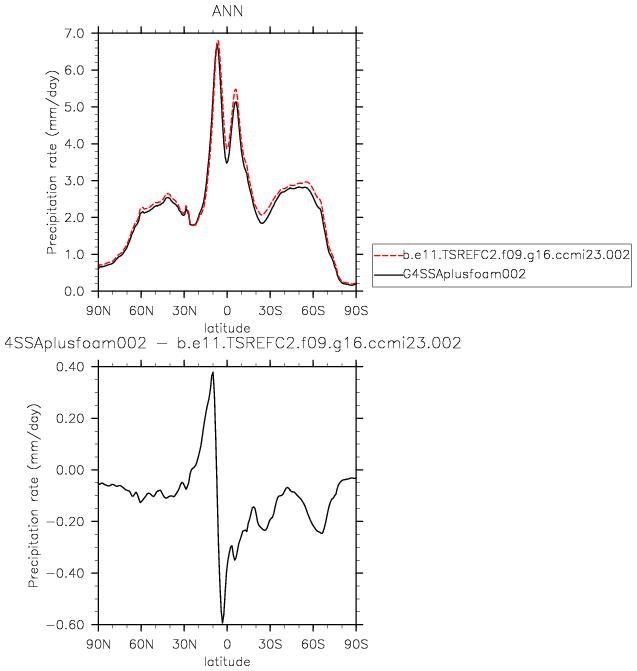 ANN
7.0
6.0
5.0
4.0
3.0
2.0
1.0
0.0
Precipitation rate (mm/day)
90N 60N 30N 0 30S 60S 90S
latitude
b.e11.TSREFC2.f09.g16.ccmi23.002
G4SSAplusfoam002
4SSAplusfoam002 − b.e11.TSREFC2.f09.g16.ccmi23.002
0.40
0.20
0.00
−0.20
−0.40
−0.60
Precipitation rate (mm/day)
90N 60N 30N 0 30S 60S 90S
latitude